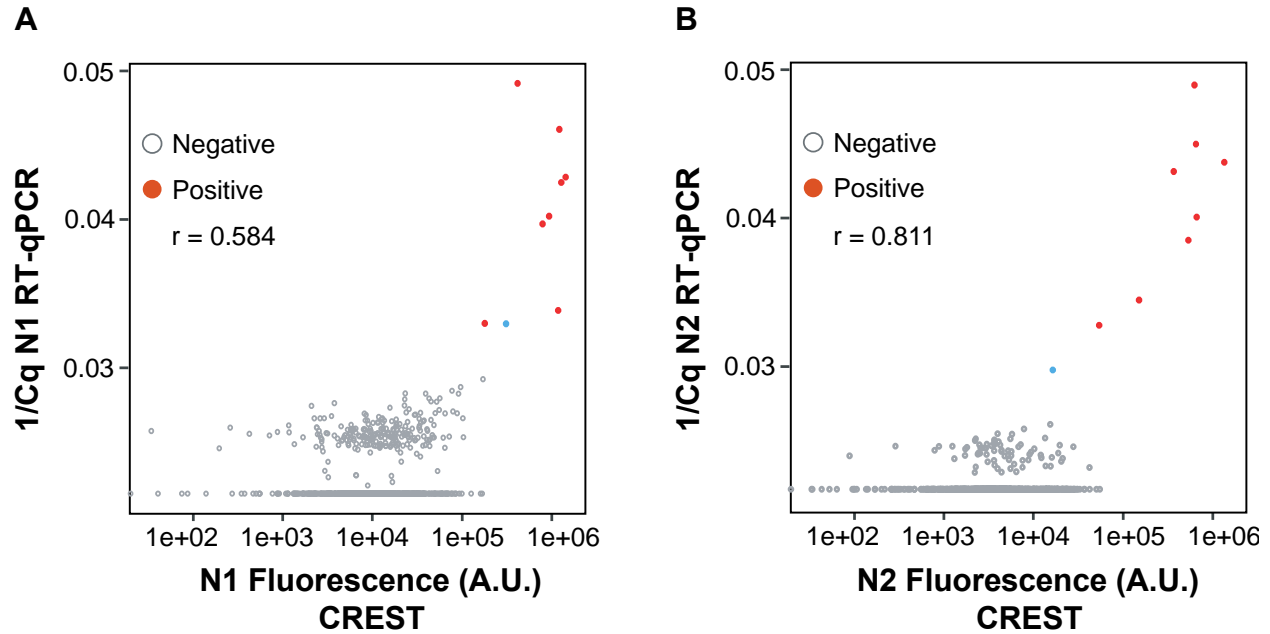 A
1/Cq N1 RT-qPCR
0.05
0.04
0.03
Negative
Positive
r = 0.584
1e+02 1e+03 1e+04 1e+05 1e+06
N1 Fluorescence (A.U.)
CREST
B
1/Cq N2 RT-qPCR
0.05
0.04
0.03
Negative
Positive
r = 0.811
1e+02 1e+03 1e+04 1e+05 1e+06
N2 Fluorescence (A.U.)
CREST